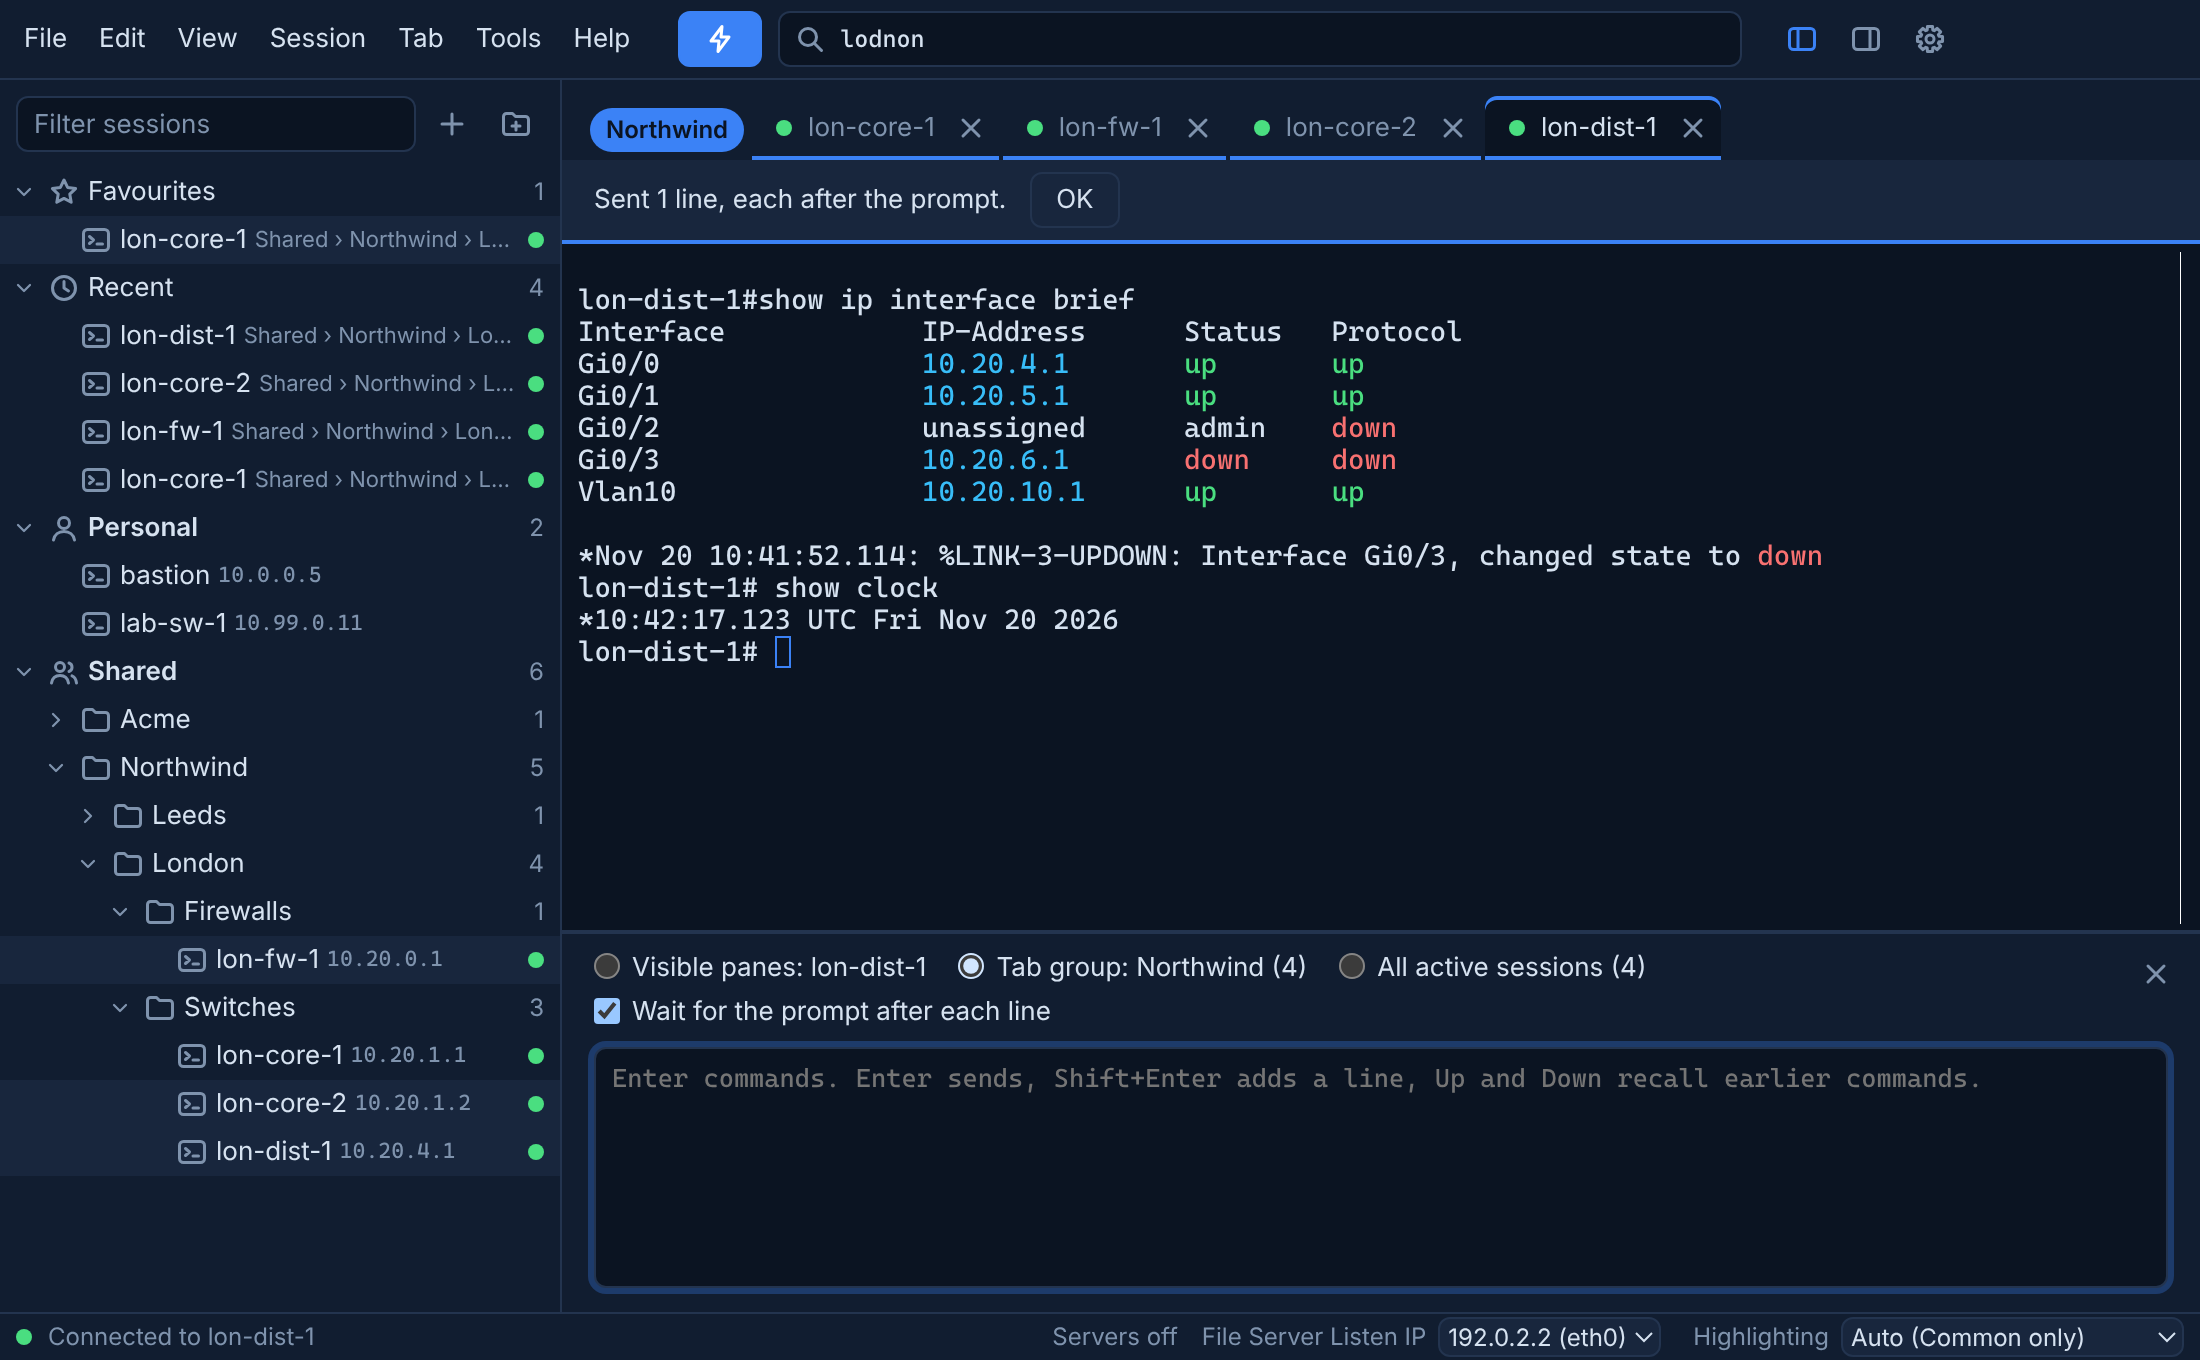 File Edit View Session Tab Tools Help lodnon
Filter sessions
Favourites 1
lon-core-1 Shared › Northwind › L...
Recent 4
lon-dist-1 Shared › Northwind › Lo...
lon-core-2 Shared › Northwind › L...
lon-fw-1 Shared › Northwind › Lon...
lon-core-1 Shared › Northwind › L...
Personal 2
bastion 10.0.0.5
lab-sw-1 10.99.0.11
Shared 6
Acme 1
Northwind 5
Leeds 1
London 4
Firewalls 1
lon-fw-1 10.20.0.1
Switches 3
lon-core-1 10.20.1.1
lon-core-2 10.20.1.2
lon-dist-1 10.20.4.1
Northwind lon-core-1 lon-fw-1 lon-core-2 lon-dist-1
Sent 1 line, each after the prompt. OK
lon-dist-1#show ip interface brief
Interface IP-Address Status Protocol
Gi0/0 10.20.4.1 up up
Gi0/1 10.20.5.1 up up
Gi0/2 unassigned admin down
Gi0/3 10.20.6.1 down down
Vlan10 10.20.10.1 up up
*Nov 20 10:41:52.114: %LINK-3-UPDOWN: Interface Gi0/3, changed state to down
lon-dist-1# show clock
*10:42:17.123 UTC Fri Nov 20 2026
lon-dist-1#
Visible panes: lon-dist-1 Tab group: Northwind (4) All active sessions (4)
Wait for the prompt after each line
Enter commands. Enter sends, Shift+Enter adds a line, Up and Down recall earlier commands.
Connected to lon-dist-1 Servers off File Server Listen IP 192.0.2.2 (eth0) Highlighting Auto (Common only)